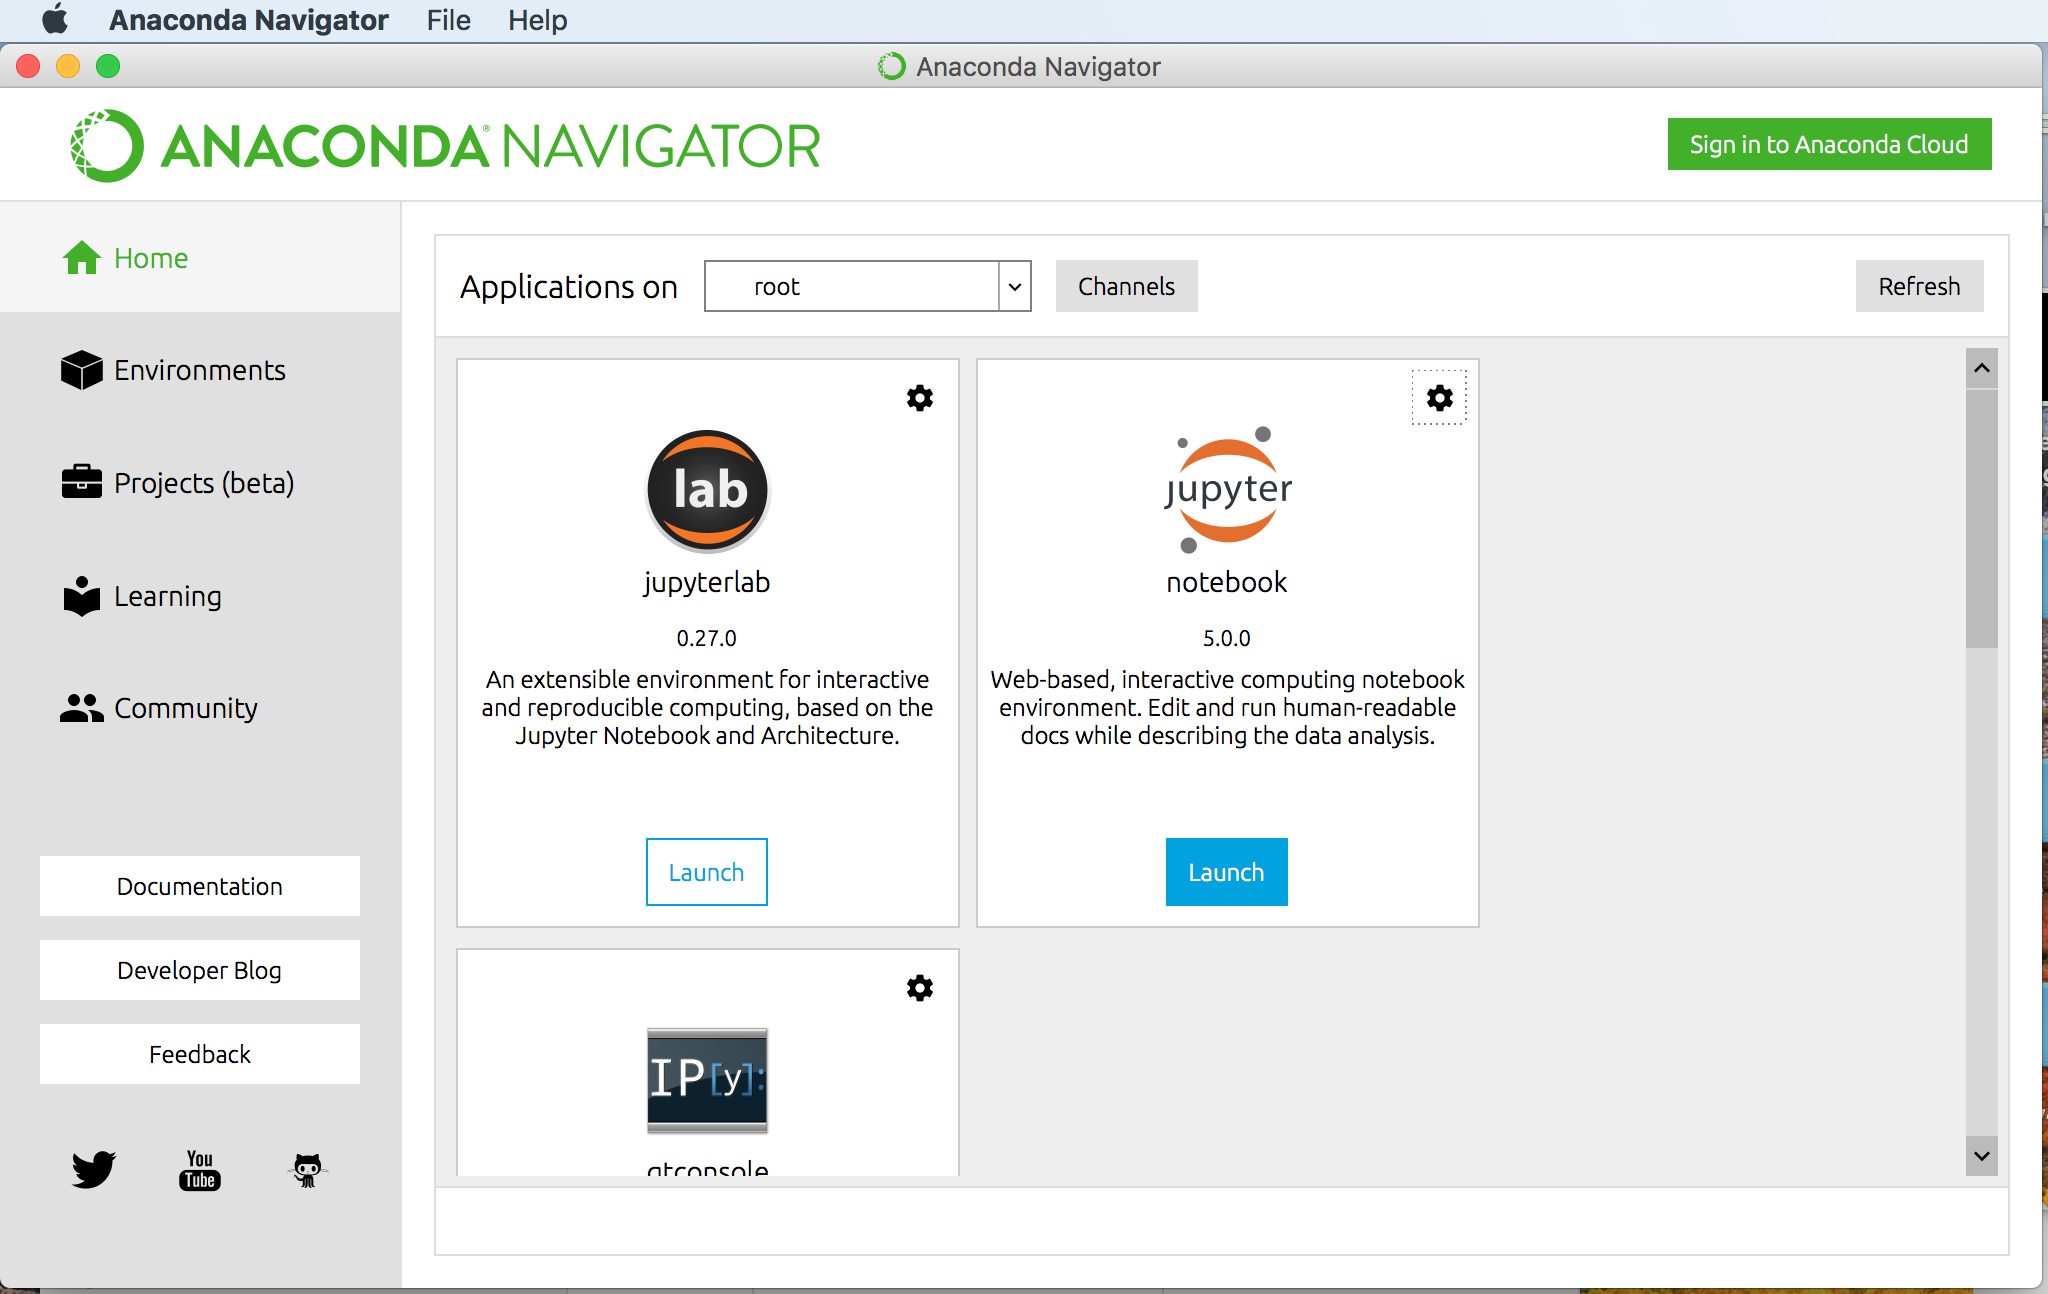 Anaconda Navigator File Help
Anaconda Navigator
ANACONDA® NAVIGATOR
Sign in to Anaconda Cloud
Home
Environments
Projects (beta)
Learning
Community
Documentation
Developer Blog
Feedback
You
Tube
Applications on root Channels Refresh
lab
jupyterlab
0.27.0
An extensible environment for interactive
and reproducible computing, based on the
Jupyter Notebook and Architecture.
Launch
jupyter
notebook
5.0.0
Web-based, interactive computing notebook
environment. Edit and run human-readable
docs while describing the data analysis.
Launch
IP[y]:
qtconsole